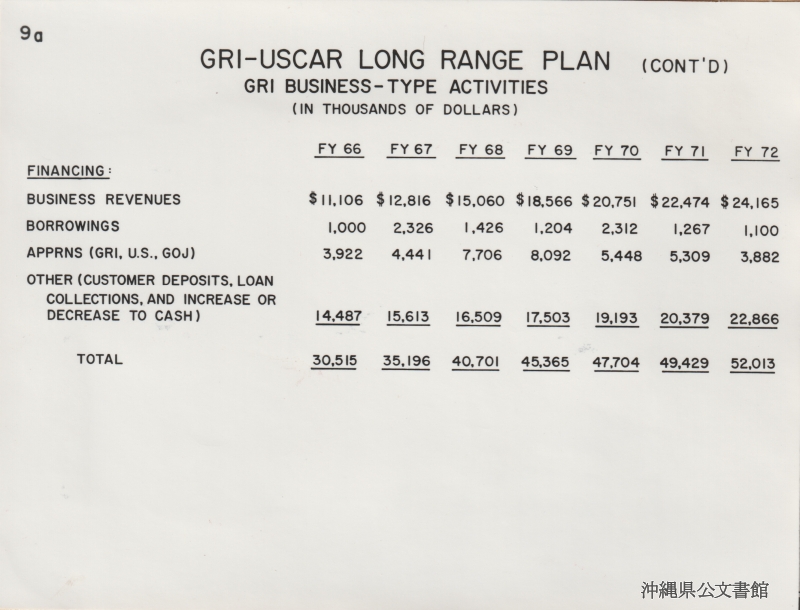 9a
GRI-USCAR LONG RANGE PLAN (CONT'D)
GRI BUSINESS-TYPE ACTIVITIES
(IN THOUSANDS OF DOLLARS)
FY 66 FY 67 FY 68 FY 69 FY 70 FY 71 FY 72
FINANCING:
BUSINESS REVENUES $11,106 $12,816 $15,060 $18,566 $20,751 $22,474 $24,165
BORROWINGS 1,000 2,326 1,426 1,204 2,312 1,267 1,100
APPRNS (GRI, U.S., GOJ) 3,922 4,441 7,706 8,092 5,448 5,309 3,882
OTHER (CUSTOMER DEPOSITS, LOAN
COLLECTIONS, AND INCREASE OR
DECREASE TO CASH) 14,487 15,613 16,509 17,503 19,193 20,379 22,866
TOTAL 30,515 35,196 40,701 45,365 47,704 49,429 52,013
沖縄県公文書館